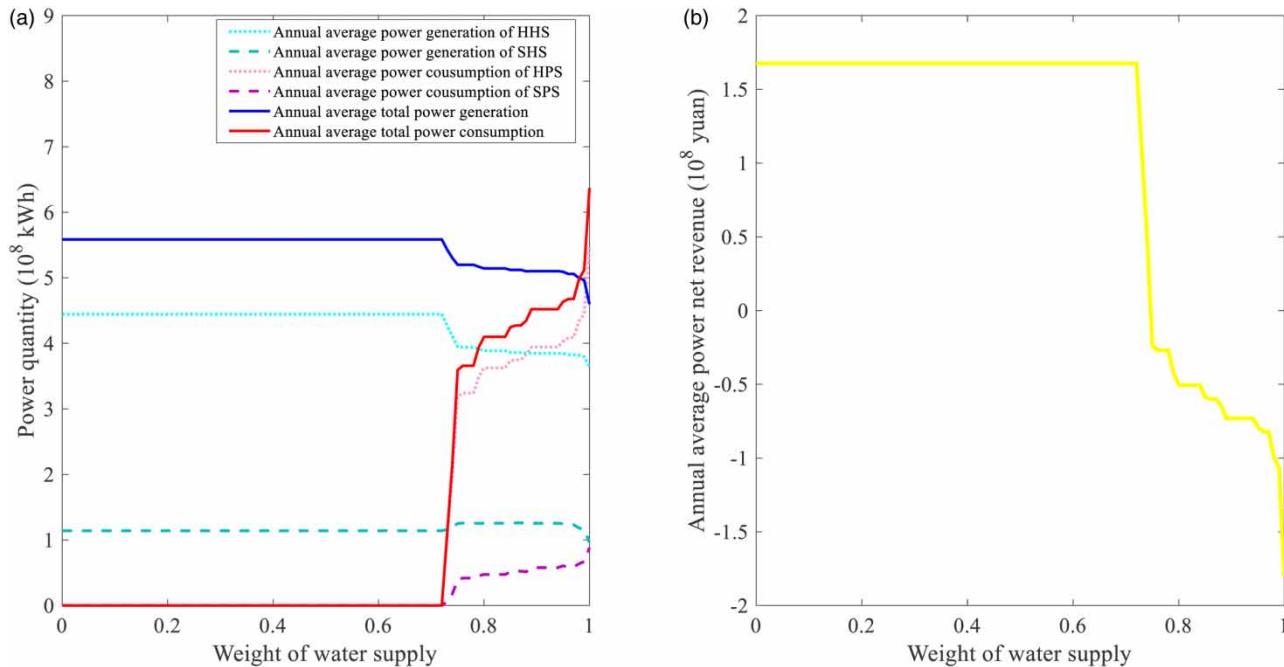 (a)
9
8
7
6
5
4
3
2
1
0
Power quantity (10^8 kWh)
Annual average power generation of HHS
Annual average power generation of SHS
Annual average power cousumption of HPS
Annual average power cousumption of SPS
Annual average total power generation
Annual average total power consumption
0 0.2 0.4 0.6 0.8 1
Weight of water supply
(b)
2
1.5
1
0.5
0
-0.5
-1
-1.5
-2
Annual average power net revenue (10^8 yuan)
0 0.2 0.4 0.6 0.8 1
Weight of water supply